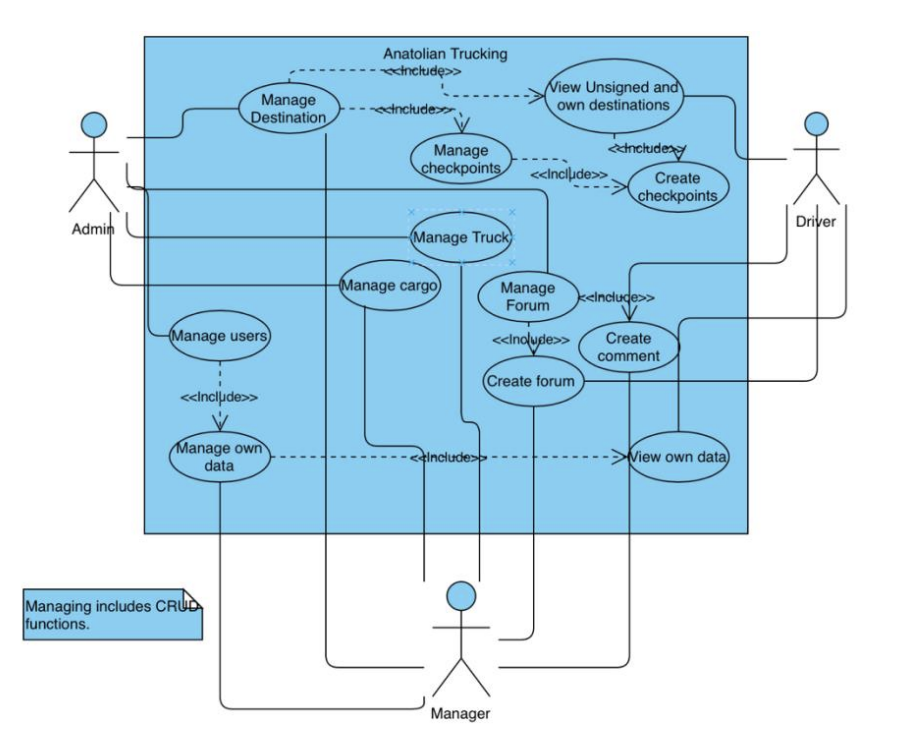 Anatolian Trucking
<<Include>>
View Unsigned and
own destinations
Manage
Destination
<<Include>>
Manage
checkpoints
<<Include>>
<<Include>>
Create
checkpoints
Admin
Driver
Manage Truck
Manage cargo
Manage
Forum
<<Include>>
Manage users
<<Include>>
Create
comment
Create forum
<<Include>>
Manage own
data
<<Include>>
View own data
Managing includes CRUD
functions.
Manager